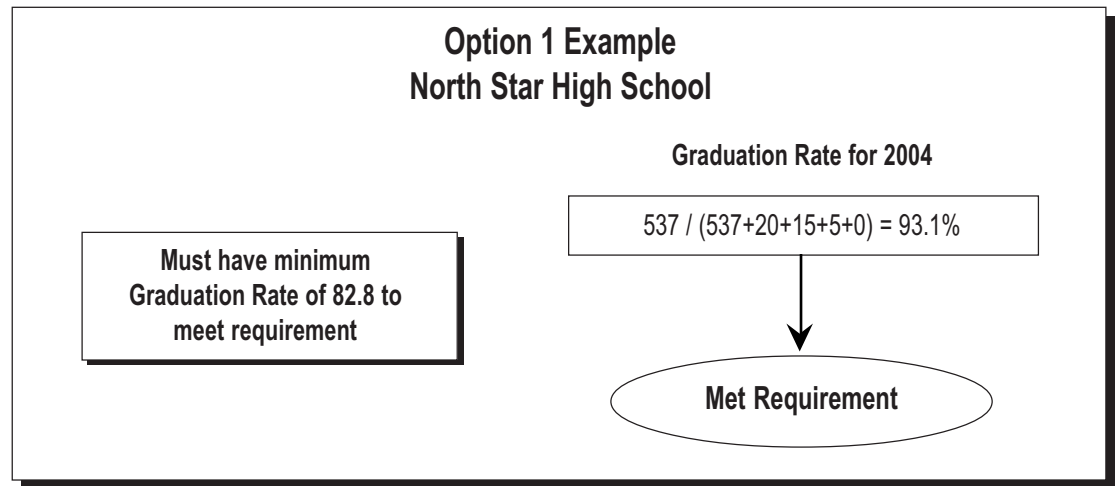 Option 1 Example
North Star High School
Graduation Rate for 2004
537 / (537+20+15+5+0) = 93.1%
Must have minimum
Graduation Rate of 82.8 to
meet requirement
Met Requirement